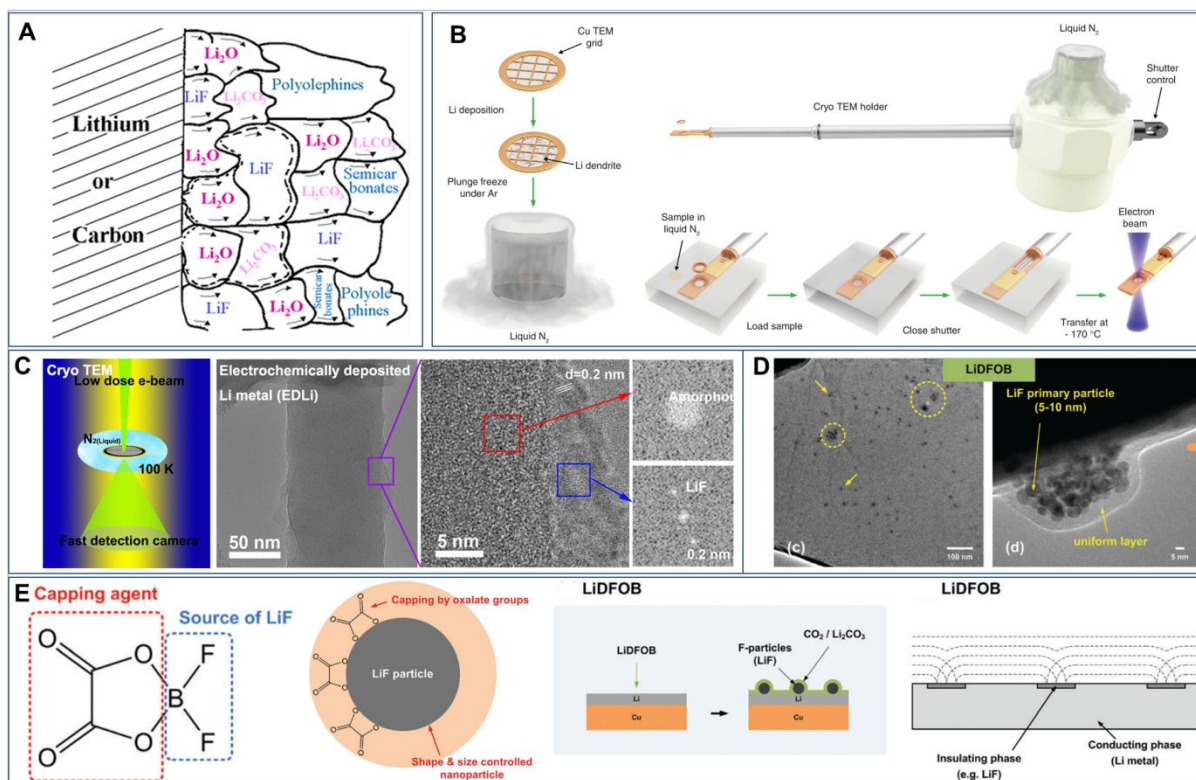 A
Li₂O
Polyolephines
LiF
Li₂CO₃
Lithium
Li₂O
Li₂CO₃
Li₂O
LiF
or
Semicar
bonates
Li₂O
Li₂CO₃
Carbon
Li₂O
Li₂CO₃
LiF
LiF
Li₂O
Semicar
bonates
Polyole
phines
B
Cu TEM
grid
Li deposition
Li dendrite
Plunge freeze
under Ar
Liquid N₂
Liquid N₂
Shutter
control
Cryo TEM holder
Sample in
liquid N₂
Electron
beam
Load sample
Close shutter
Transfer at
- 170 °C
C
Cryo TEM
Low dose e-beam
N₂(Liquid)
100 K
Fast detection camera
Electrochemically deposited
Li metal (EDLi)
50 nm
d=0.2 nm
5 nm
Amorphou
LiF
0.2 nm
D
LiDFOB
(c)
100 nm
LiF primary particle
(5-10 nm)
uniform layer
(d)
5 nm
E
Capping agent
Source of LiF
O
O
F
B
O
O
F
Capping by oxalate groups
O
O
O
O
O
O
O
O
O
O
O
O
LiF particle
Shape & size controlled
nanoparticle
LiDFOB
LiDFOB
Li
Cu
F-particles
(LiF)
CO₂ / Li₂CO₃
Li
Cu
LiDFOB
Insulating phase
(e.g. LiF)
Conducting phase
(Li metal)